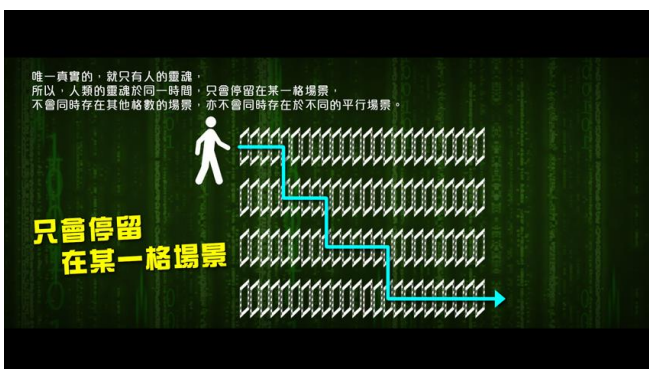 唯一真實的，就只有人的靈魂，
所以，人類的靈魂於同一時間，只會停留在某一格場景，
不會同時存在其他格數的場景，亦不會同時存在於不同的平行場景。
只會停留
在某一格場景